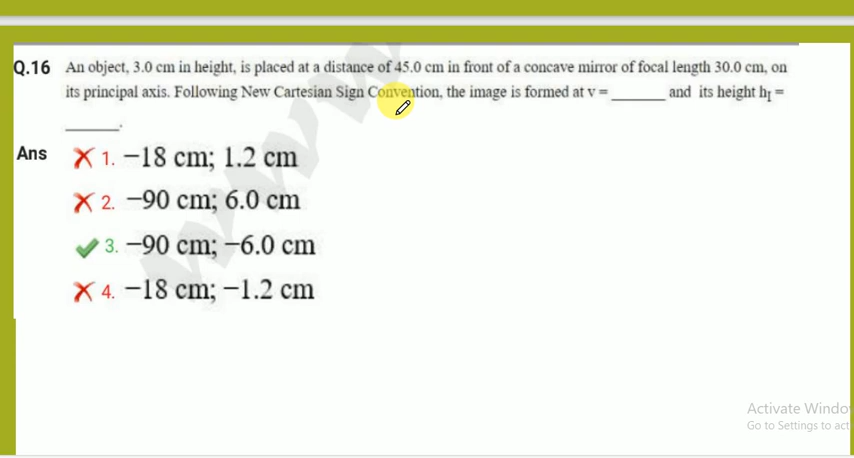 Q.16 An object, 3.0 cm in height, is placed at a distance of 45.0 cm in front of a concave mirror of focal length 30.0 cm, on
its principal axis. Following New Cartesian Sign Convention, the image is formed at v = ______ and its height hI =
______.
Ans 1. −18 cm; 1.2 cm
2. −90 cm; 6.0 cm
3. −90 cm; −6.0 cm
4. −18 cm; −1.2 cm
www
Activate Windo
Go to Settings to act